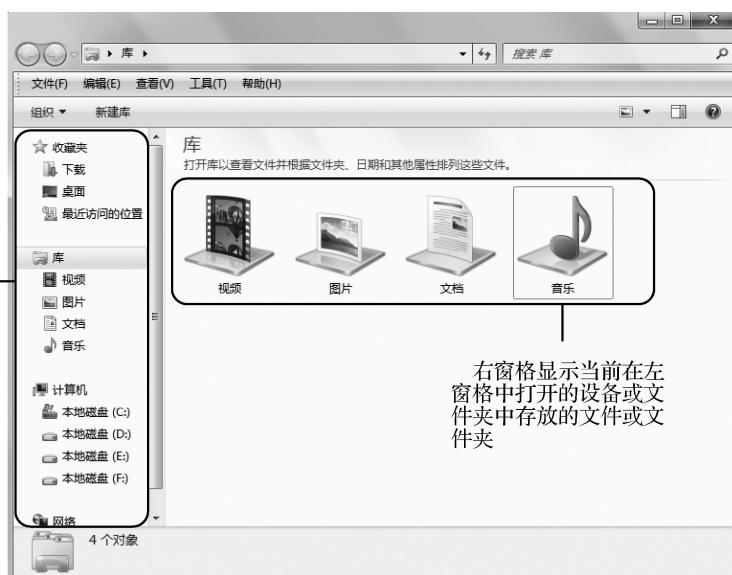 库
搜索 库
文件(F) 编辑(E) 查看(V) 工具(T) 帮助(H)
组织 新建库
收藏夹
下载
桌面
最近访问的位置
库
视频
图片
文档
音乐
计算机
本地磁盘 (C:)
本地磁盘 (D:)
本地磁盘 (E:)
本地磁盘 (F:)
网络
库
打开库以查看文件并根据文件夹、日期和其他属性排列这些文件。
视频 图片 文档 音乐
右窗格显示当前在左
窗格中打开的设备或文
件夹中存放的文件或文
件夹
4 个对象